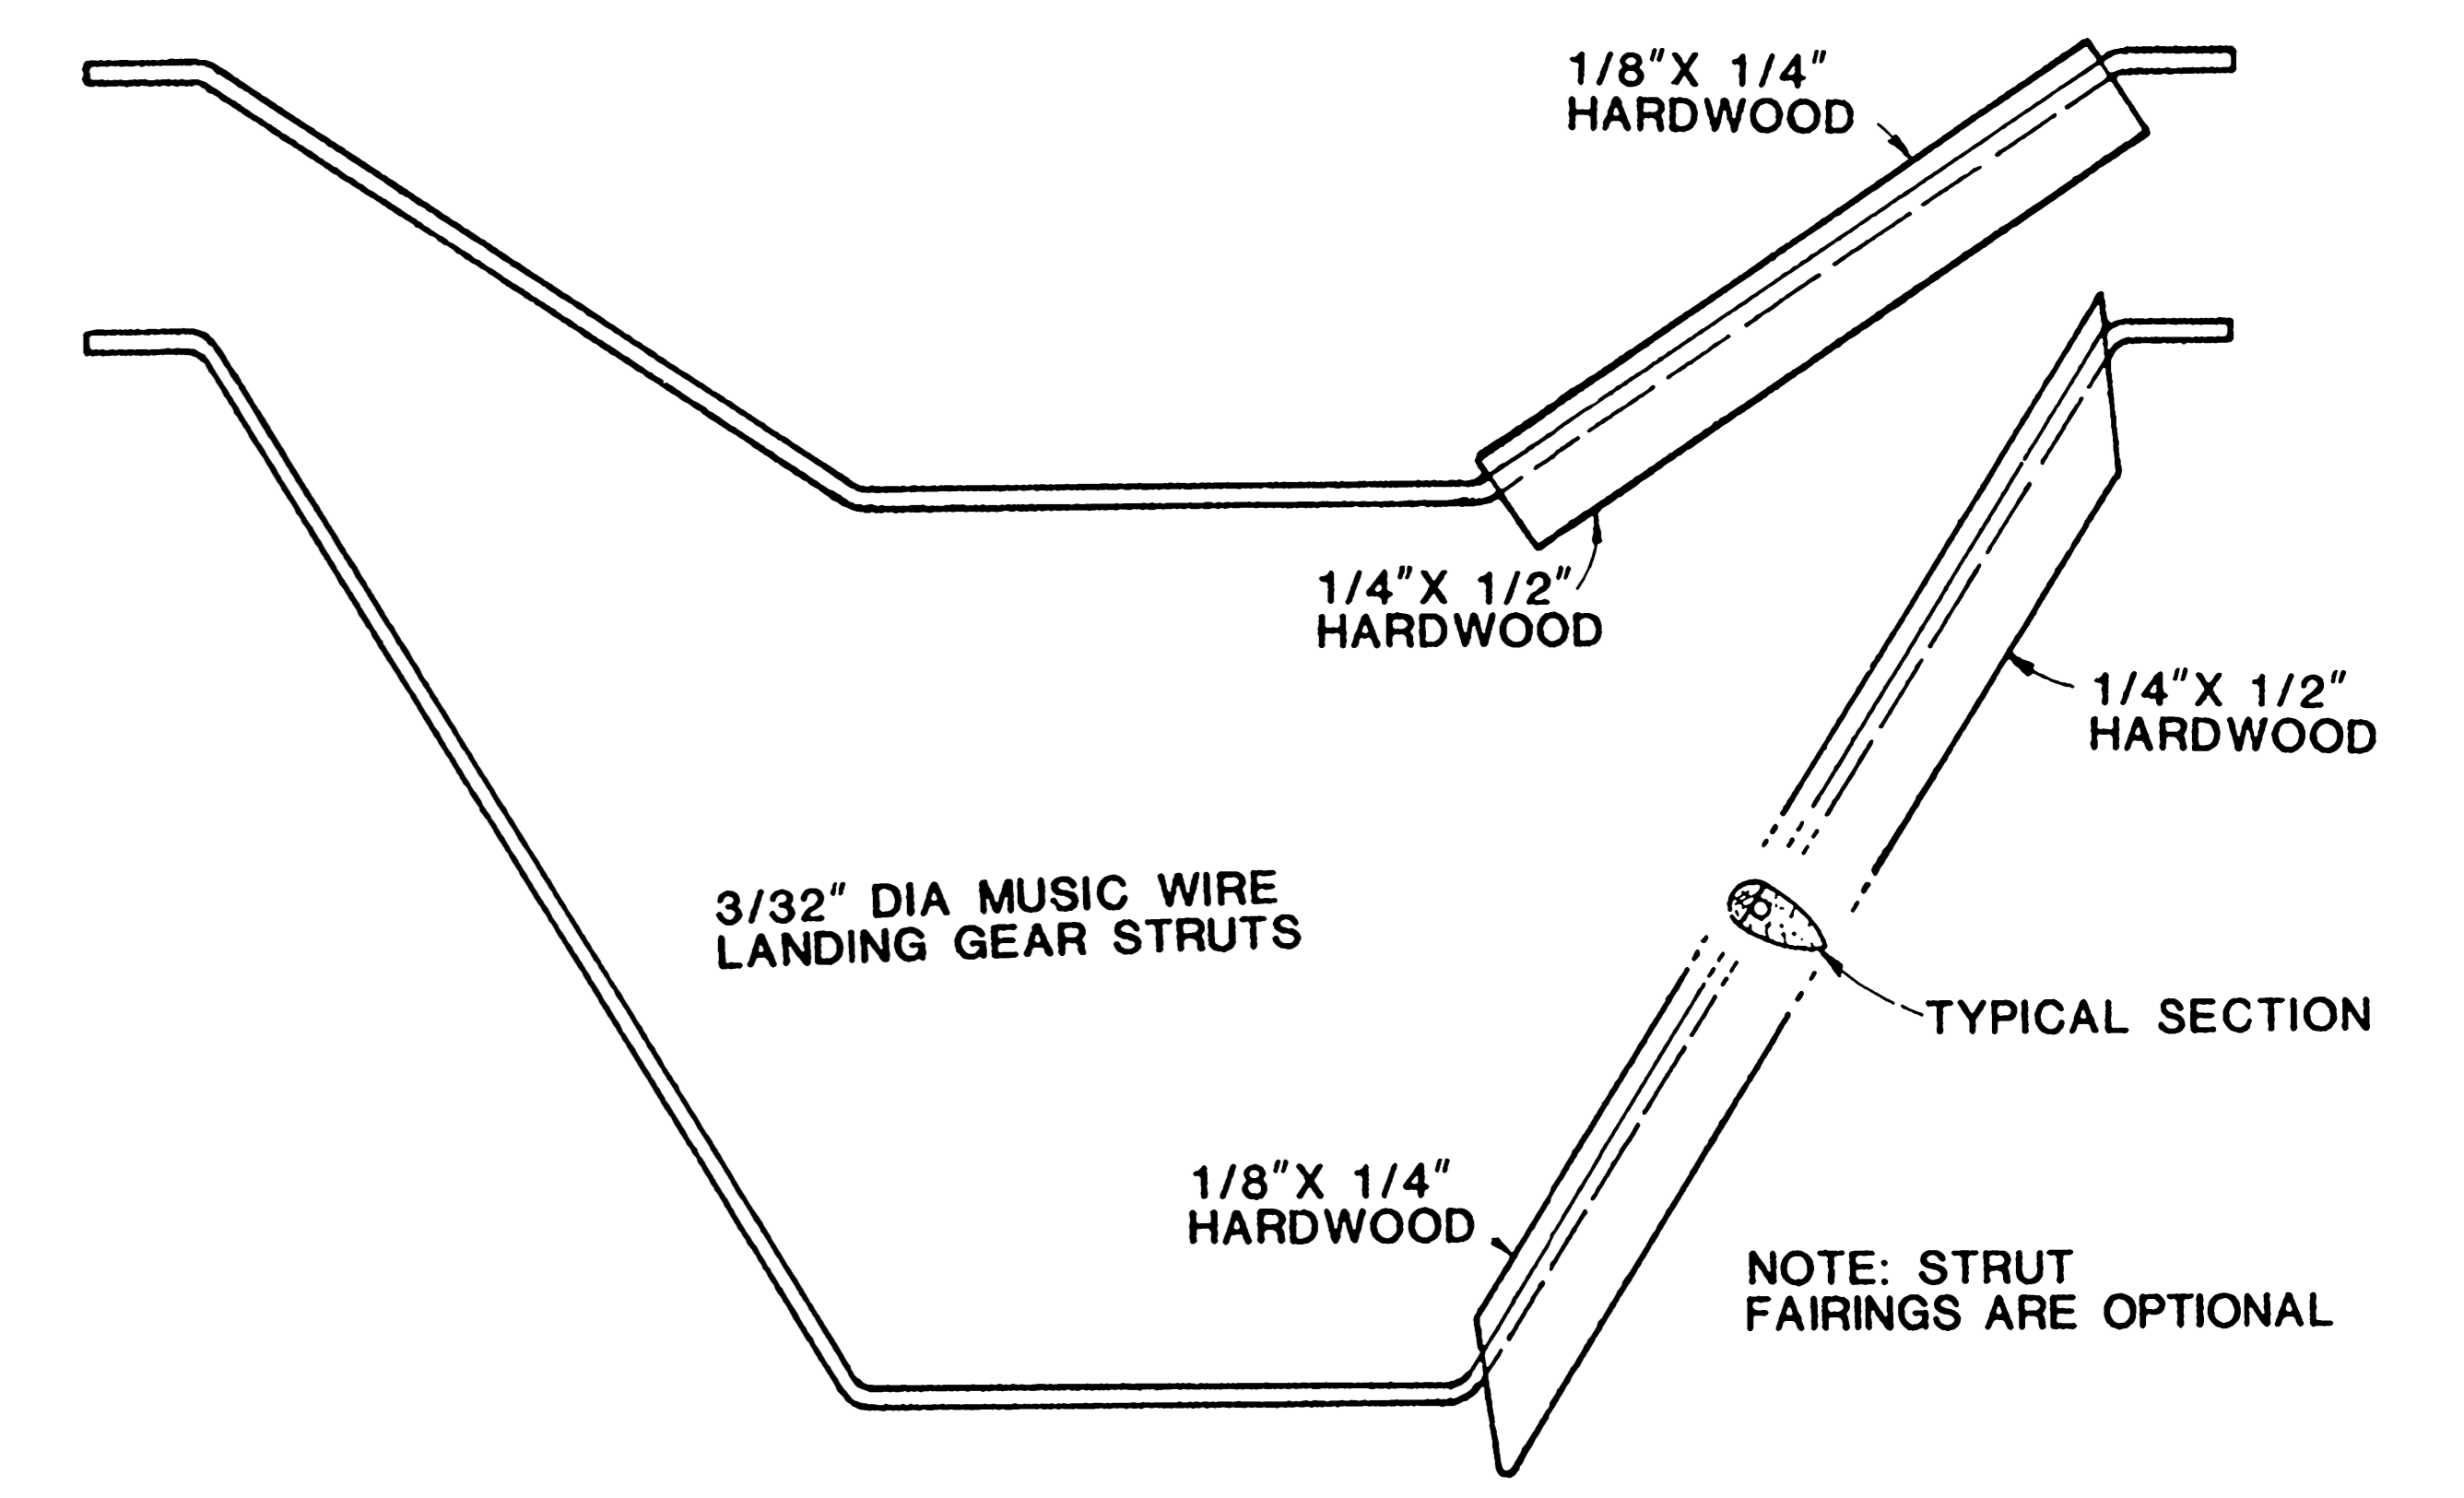 1/8"X 1/4"
HARDWOOD
1/4"X 1/2"
HARDWOOD
1/4"X 1/2"
HARDWOOD
3/32" DIA MUSIC WIRE
LANDING GEAR STRUTS
TYPICAL SECTION
1/8"X 1/4"
HARDWOOD
NOTE: STRUT
FAIRINGS ARE OPTIONAL